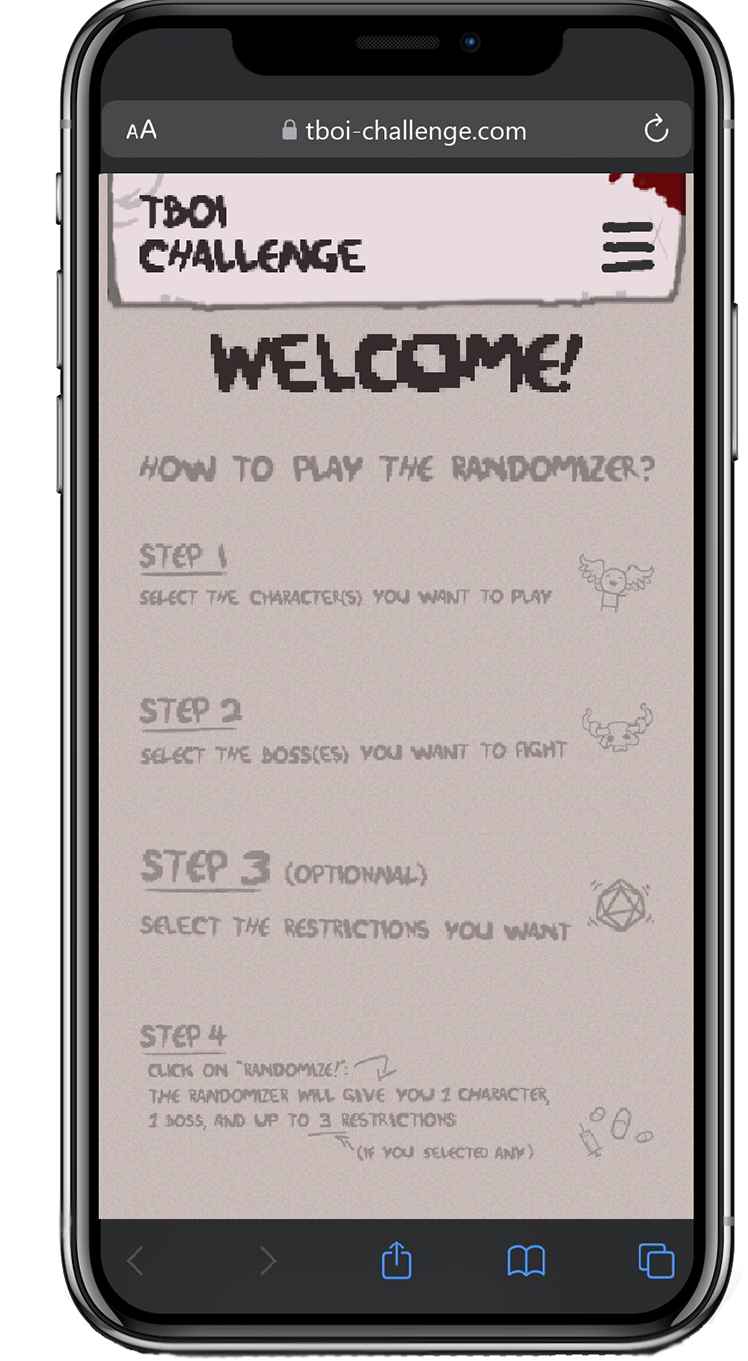 AA
tboi-challenge.com
TBOI
CHALLENGE
WELCOME!
HOW TO PLAY THE RANDOMIZER?
STEP 1
SELECT THE CHARACTER(S) YOU WANT TO PLAY
STEP 2
SELECT THE BOSS(ES) YOU WANT TO FIGHT
STEP 3 (OPTIONNAL)
SELECT THE RESTRICTIONS YOU WANT
STEP 4
CLICK ON "RANDOMIZE!":
THE RANDOMIZER WILL GIVE YOU 1 CHARACTER,
1 BOSS, AND UP TO 3 RESTRICTIONS
(IF YOU SELECTED ANY)